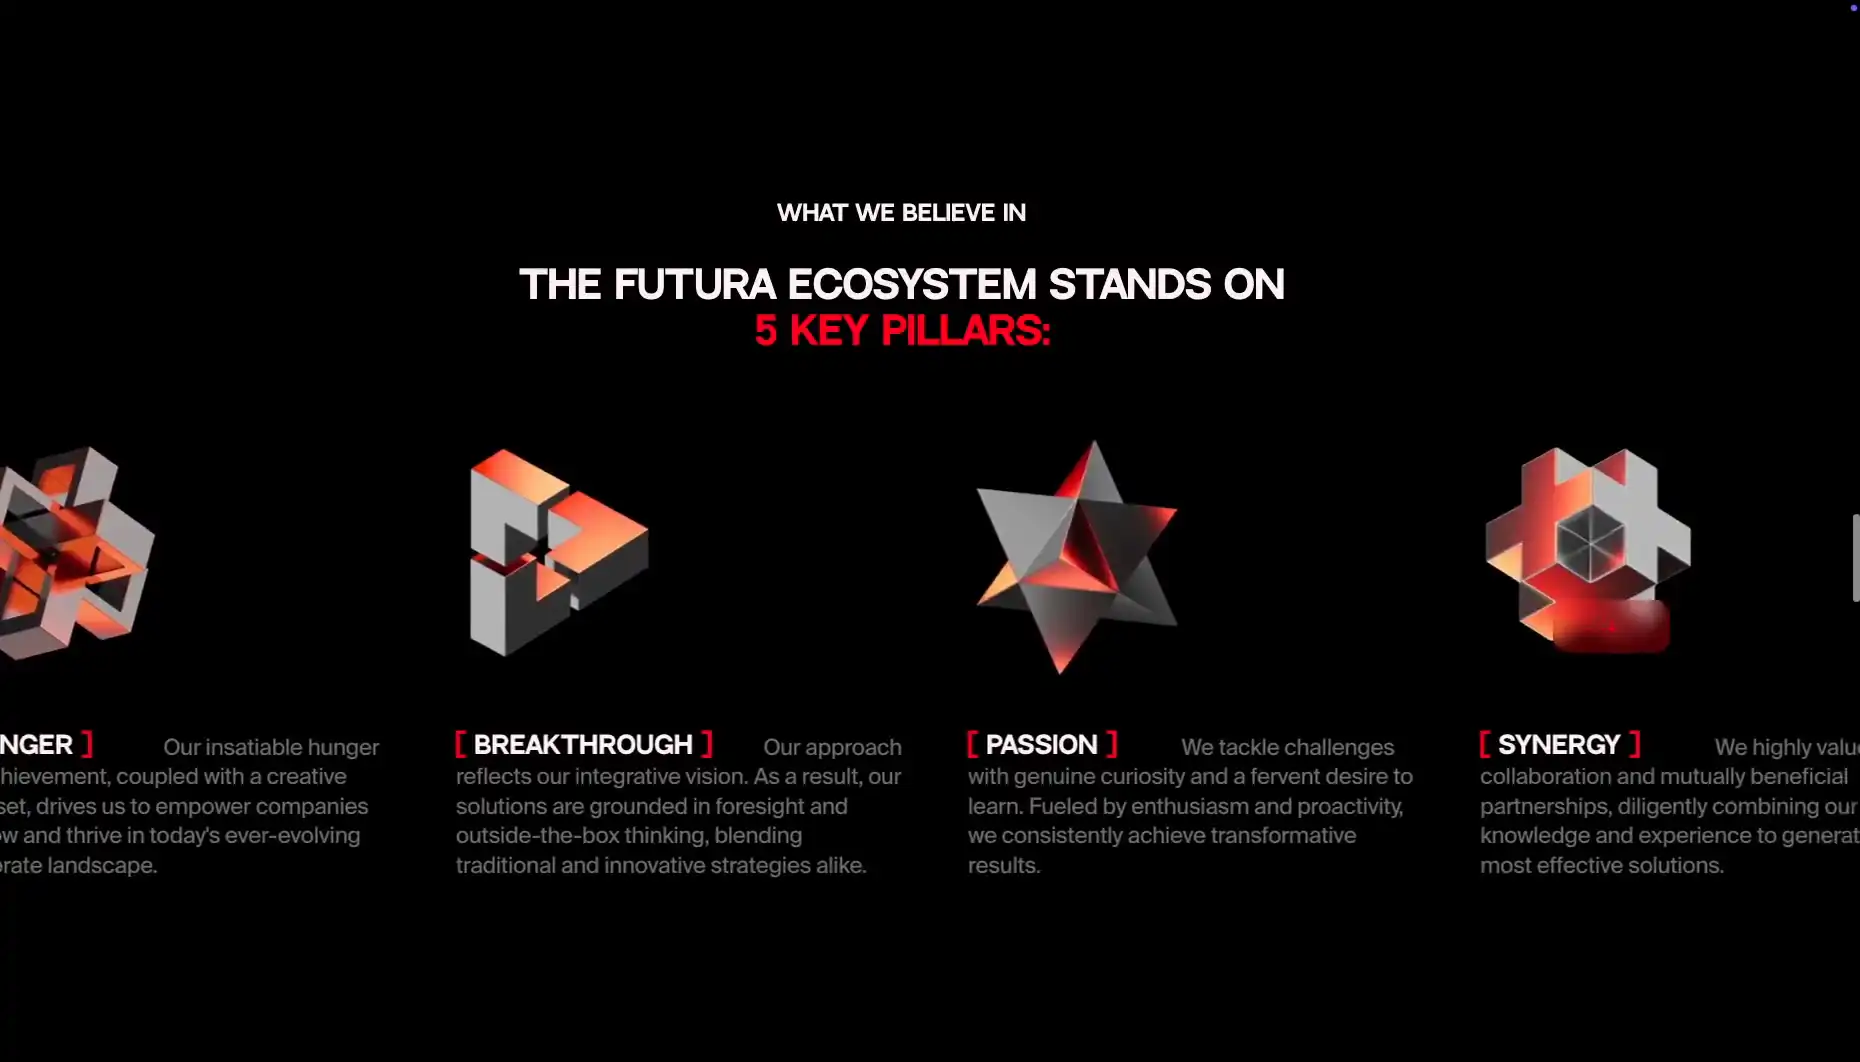 WHAT WE BELIEVE IN
THE FUTURA ECOSYSTEM STANDS ON
5 KEY PILLARS:
NGER ] Our insatiable hunger
hievement, coupled with a creative
set, drives us to empower companies
ow and thrive in today's ever-evolving
orate landscape.
[ BREAKTHROUGH ] Our approach
reflects our integrative vision. As a result, our
solutions are grounded in foresight and
outside-the-box thinking, blending
traditional and innovative strategies alike.
[ PASSION ] We tackle challenges
with genuine curiosity and a fervent desire to
learn. Fueled by enthusiasm and proactivity,
we consistently achieve transformative
results.
[ SYNERGY ] We highly value
collaboration and mutually beneficial
partnerships, diligently combining our
knowledge and experience to generat
most effective solutions.